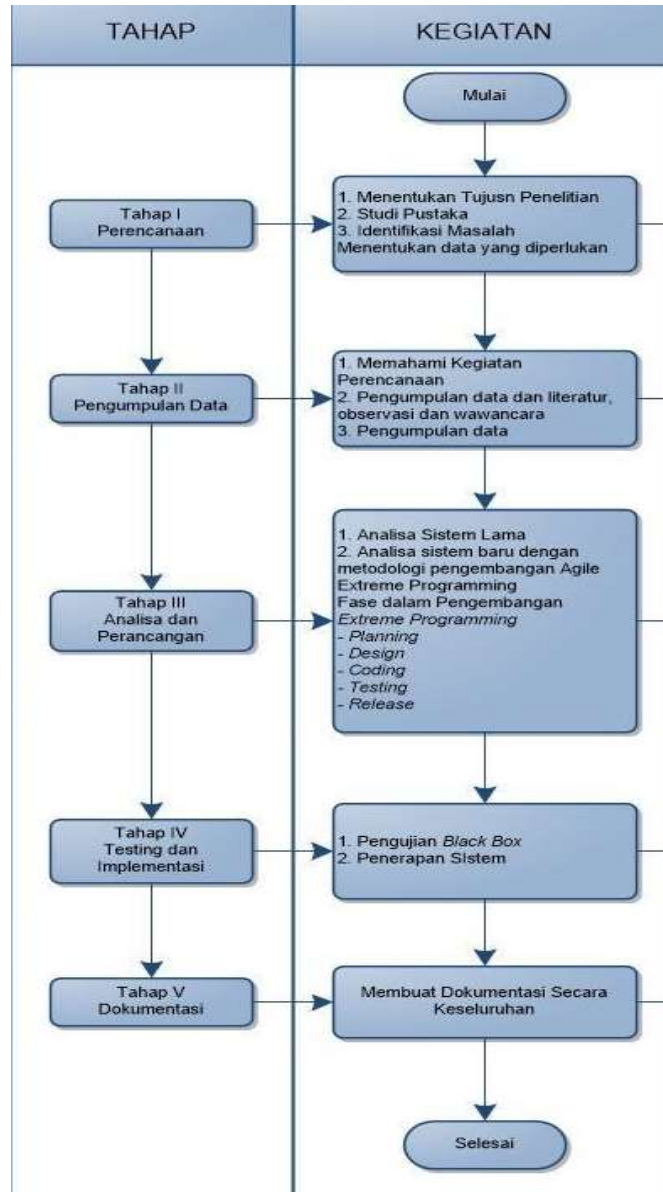 TAHAP
KEGIATAN
Mulai
Tahap I
Perencanaan
1. Menentukan Tujusn Penelitian
2. Studi Pustaka
3. Identifikasi Masalah
Menentukan data yang diperlukan
Tahap II
Pengumpulan Data
1. Memahami Kegiatan
Perencanaan
2. Pengumpulan data dan literatur,
observasi dan wawancara
3. Pengumpulan data
Tahap III
Analisa dan
Perancangan
1. Analisa Sistem Lama
2. Analisa sistem baru dengan
metodologi pengembangan Agile
Extreme Programming
Fase dalam Pengembangan
Extreme Programming
- Planning
- Design
- Coding
- Testing
- Release
Tahap IV
Testing dan
Implementasi
1. Pengujian Black Box
2. Penerapan Sistem
Tahap V
Dokumentasi
Membuat Dokumentasi Secara
Keseluruhan
Selesai